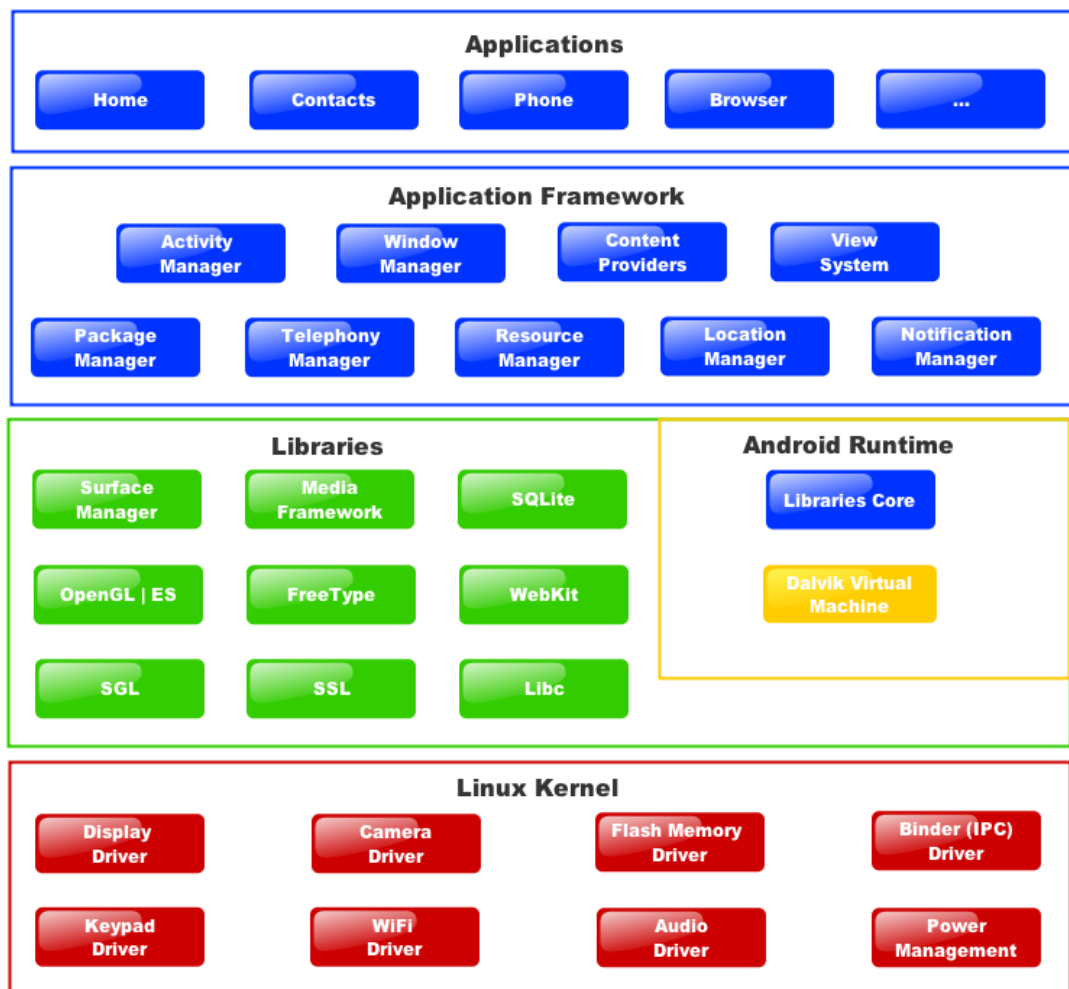 Applications
Home
Contacts
Phone
Browser
...
Application Framework
Activity
Manager
Window
Manager
Content
Providers
View
System
Package
Manager
Telephony
Manager
Resource
Manager
Location
Manager
Notification
Manager
Libraries
Surface
Manager
Media
Framework
SQLite
OpenGL | ES
FreeType
WebKit
SGL
SSL
Libc
Android Runtime
Libraries Core
Dalvik Virtual
Machine
Linux Kernel
Display
Driver
Camera
Driver
Flash Memory
Driver
Binder (IPC)
Driver
Keypad
Driver
WiFi
Driver
Audio
Driver
Power
Management